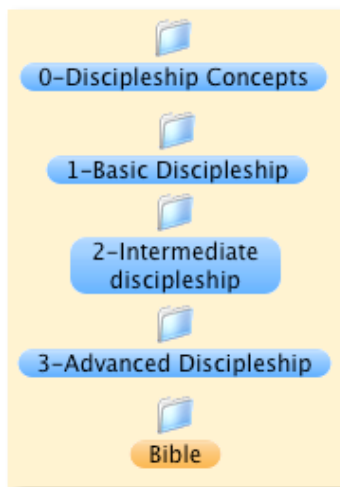 0-Discipleship Concepts
1-Basic Discipleship
2-Intermediate
discipleship
3-Advanced Discipleship
Bible